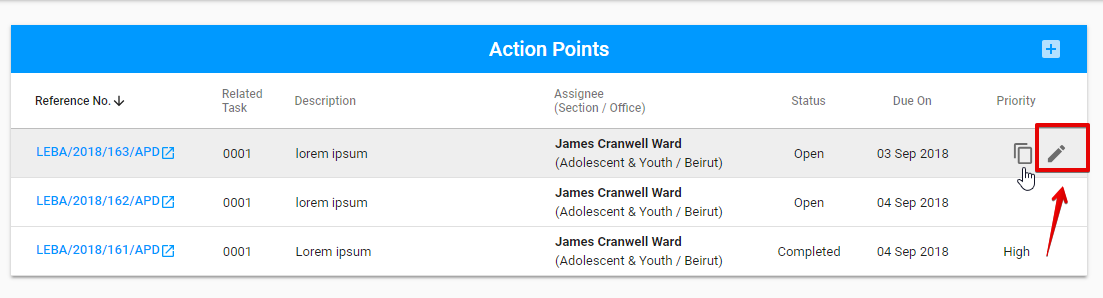 Action Points
Reference No. Related Task Description Assignee (Section / Office) Status Due On Priority
LEBA/2018/163/APD 0001 lorem ipsum James Cranwell Ward (Adolescent & Youth / Beirut) Open 03 Sep 2018
LEBA/2018/162/APD 0001 lorem ipsum James Cranwell Ward (Adolescent & Youth / Beirut) Open 04 Sep 2018
LEBA/2018/161/APD 0001 Lorem ipsum James Cranwell Ward (Adolescent & Youth / Beirut) Completed 04 Sep 2018 High